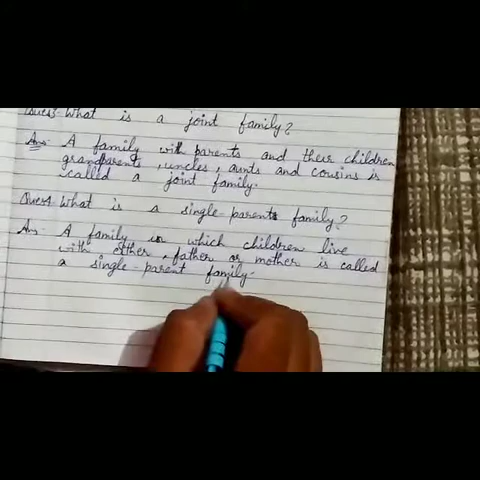 Ques:- What is a joint family?
Ans:- A family with parents and their children
grandparents, uncles, aunts and cousins is
called a joint family.
Ques:- What is a single-parent family?
Ans:- A family in which children live
with either, father or mother is called
a single-parent family.